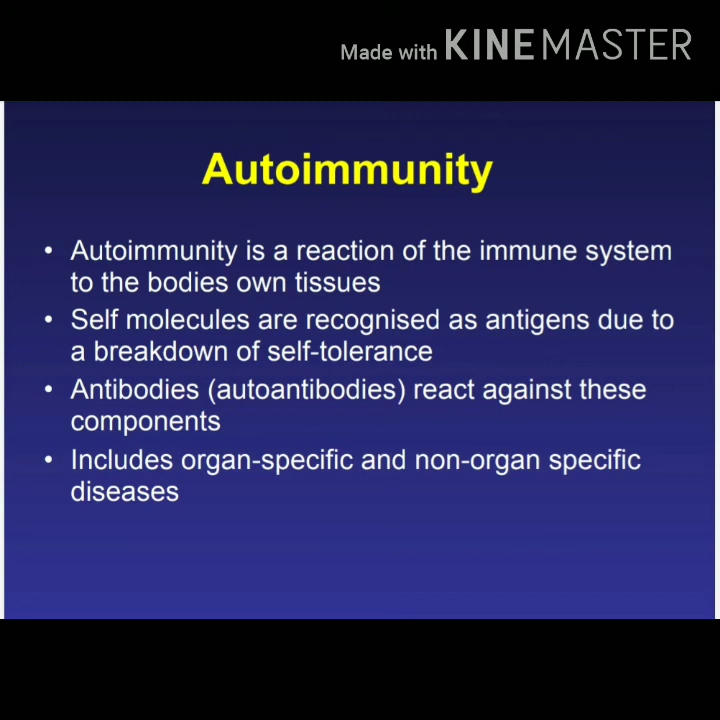 Made with KINEMASTER
Autoimmunity
• Autoimmunity is a reaction of the immune system
to the bodies own tissues
• Self molecules are recognised as antigens due to
a breakdown of self-tolerance
• Antibodies (autoantibodies) react against these
components
• Includes organ-specific and non-organ specific
diseases